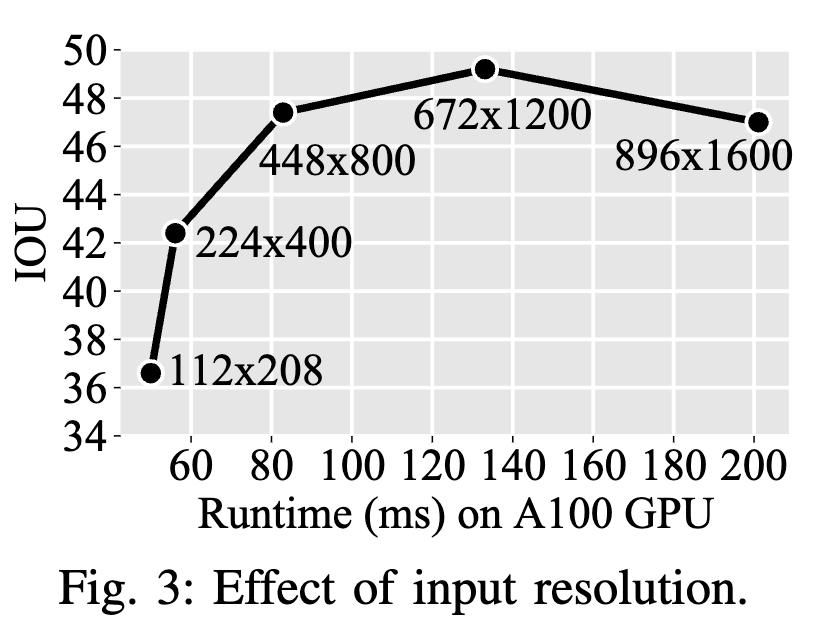 50
48
46
44
42
40
38
36
34
IOU
672x1200
896x1600
448x800
224x400
112x208
60 80 100 120 140 160 180 200
Runtime (ms) on A100 GPU
Fig. 3: Effect of input resolution.